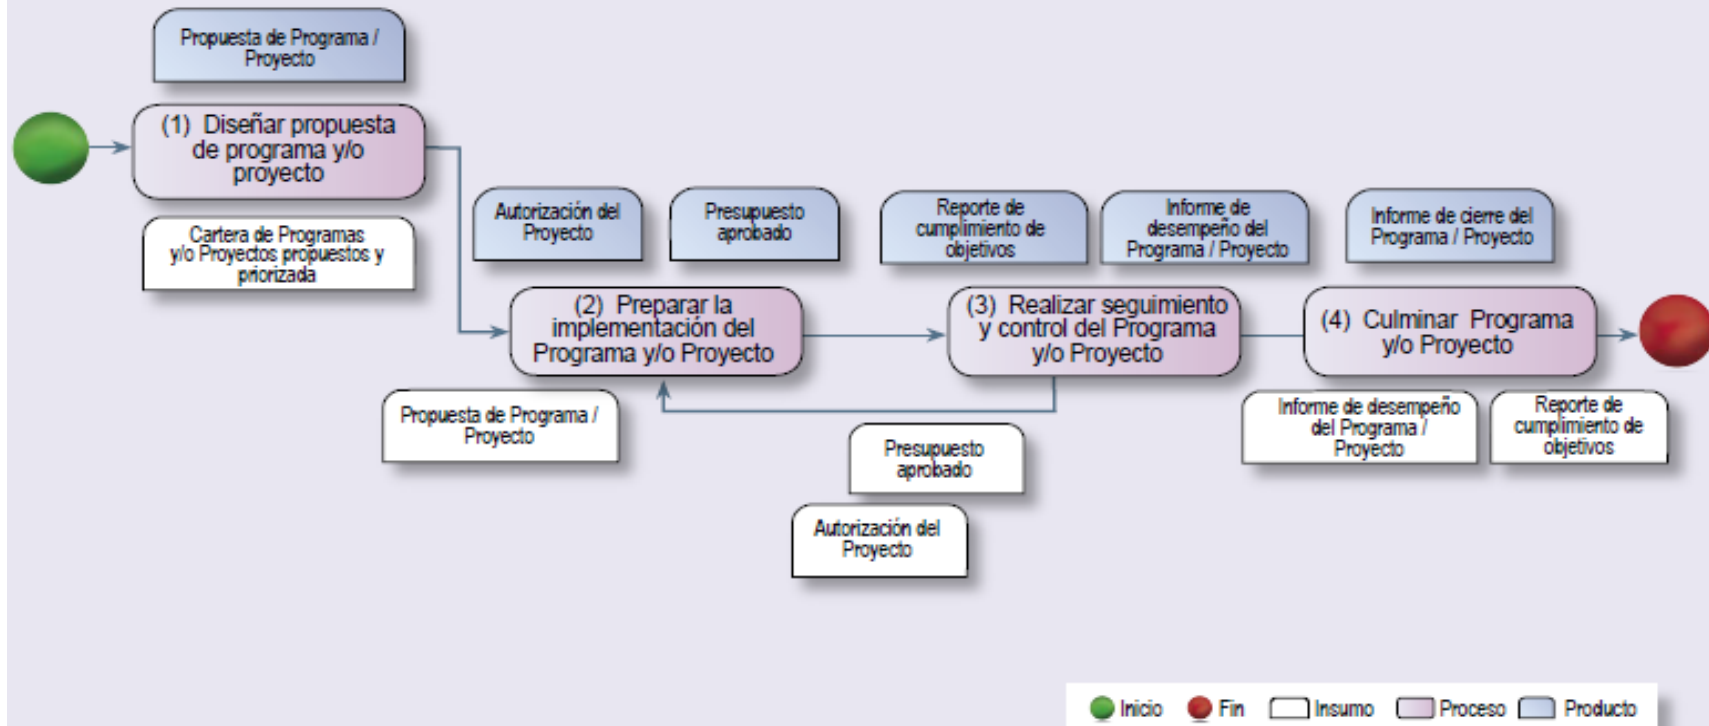 Propuesta de Programa /
Proyecto
(1) Diseñar propuesta
de programa y/o
proyecto
Cartera de Programas
y/o Proyectos propuestos y
priorizada
Autorización del
Proyecto
Presupuesto
aprobado
Reporte de
cumplimiento de
objetivos
Informe de
desempeño del
Programa / Proyecto
Informe de cierre del
Programa / Proyecto
(2) Preparar la
implementación del
Programa y/o Proyecto
(3) Realizar seguimiento
y control del Programa
y/o Proyecto
(4) Culminar Programa
y/o Proyecto
Propuesta de Programa /
Proyecto
Presupuesto
aprobado
Autorización del
Proyecto
Informe de desempeño
del Programa /
Proyecto
Reporte de
cumplimiento de
objetivos
Inicio Fin Insumo Proceso Producto